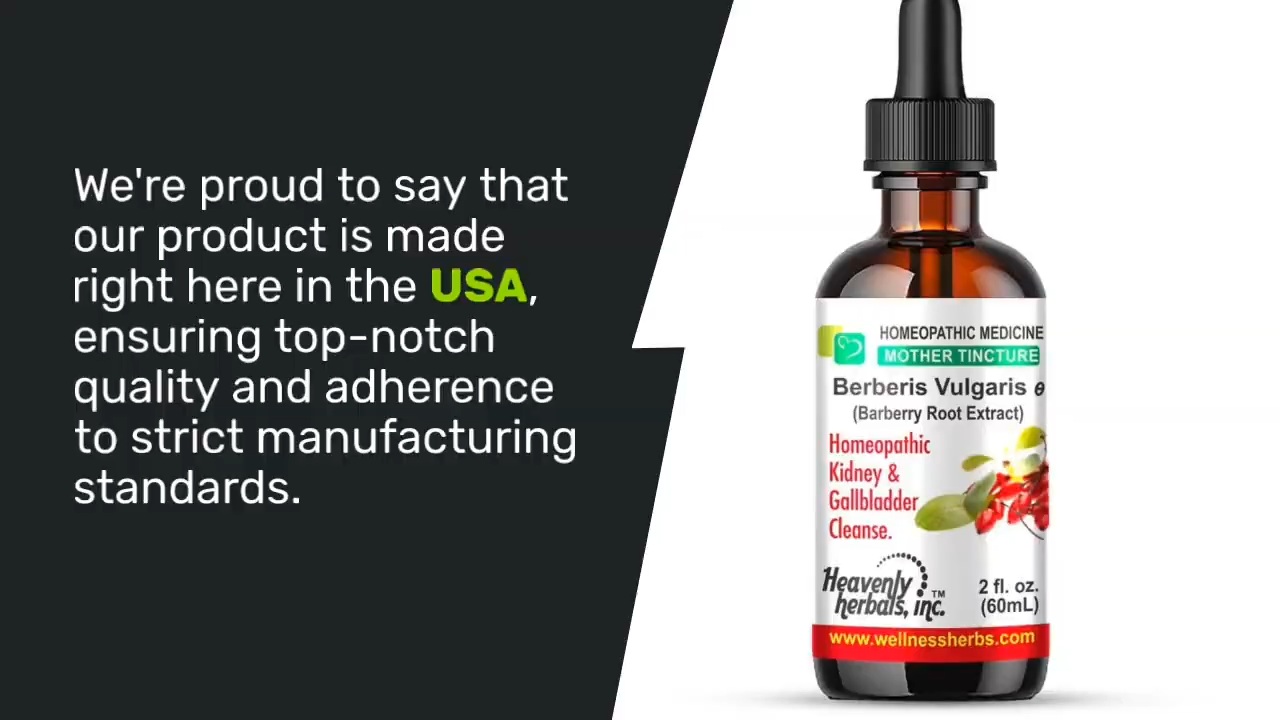 We're proud to say that
our product is made
right here in the USA,
ensuring top-notch
quality and adherence
to strict manufacturing
standards.
HOMEOPATHIC MEDICINE
MOTHER TINCTURE
Berberis Vulgaris ө
(Barberry Root Extract)
Homeopathic
Kidney &
Gallbladder
Cleanse.
Heavenly
herbals, inc.™
2 fl. oz.
(60mL)
www.wellnessherbs.com